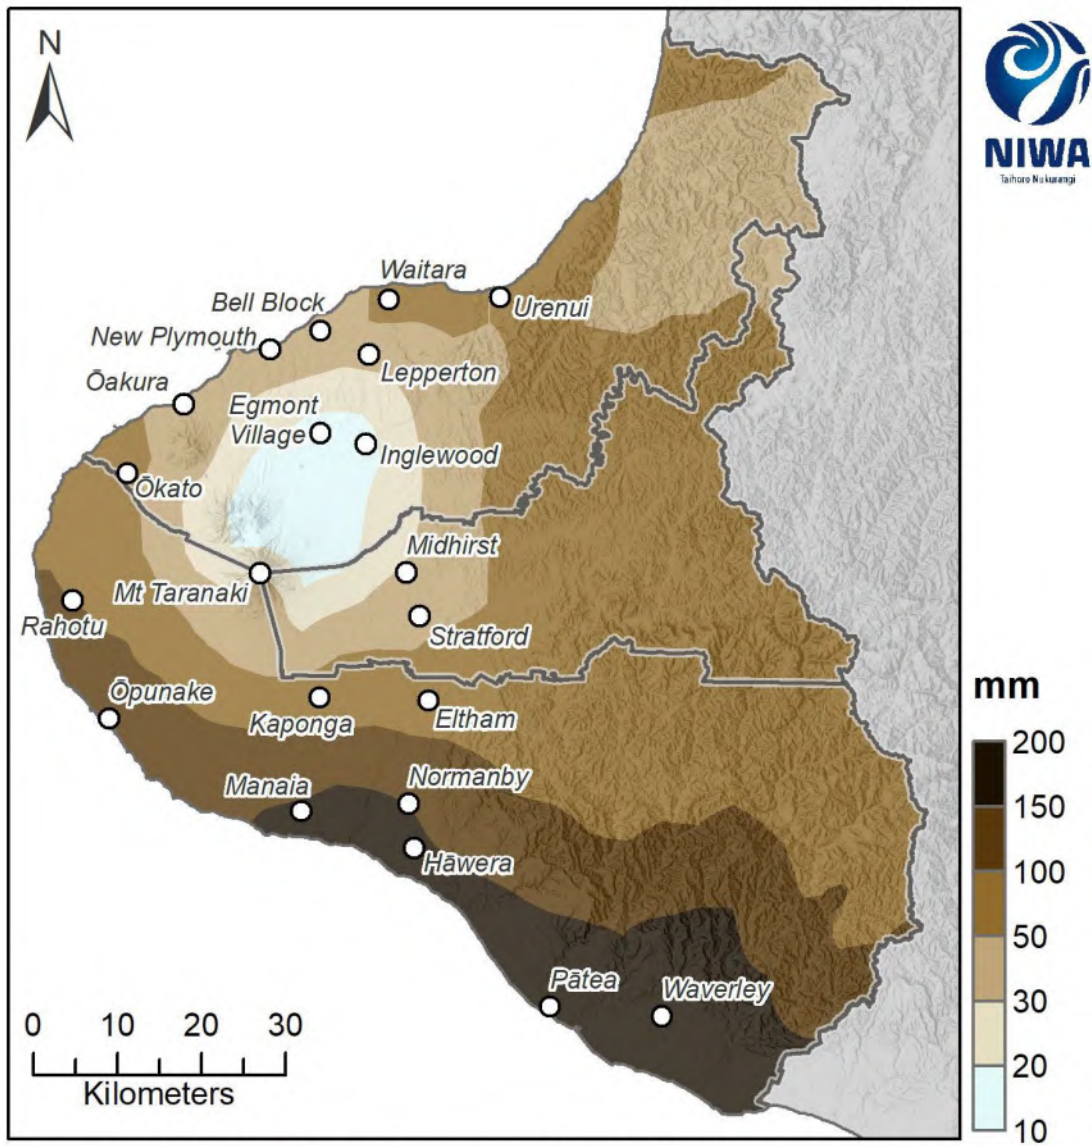 N
NIWA
Taihoro Nukurangi
Waitara
Bell Block
Urenui
New Plymouth
Lepperton
Ōakura
Egmont
Village
Inglewood
Ōkato
Midhirst
Mt Taranaki
Rahotu
Stratford
Ōpunake
Kaponga
Eltham
mm
Manaia
Normanby
Hāwera
Pātea
Waverley
200
150
100
50
30
20
10
0 10 20 30
Kilometers